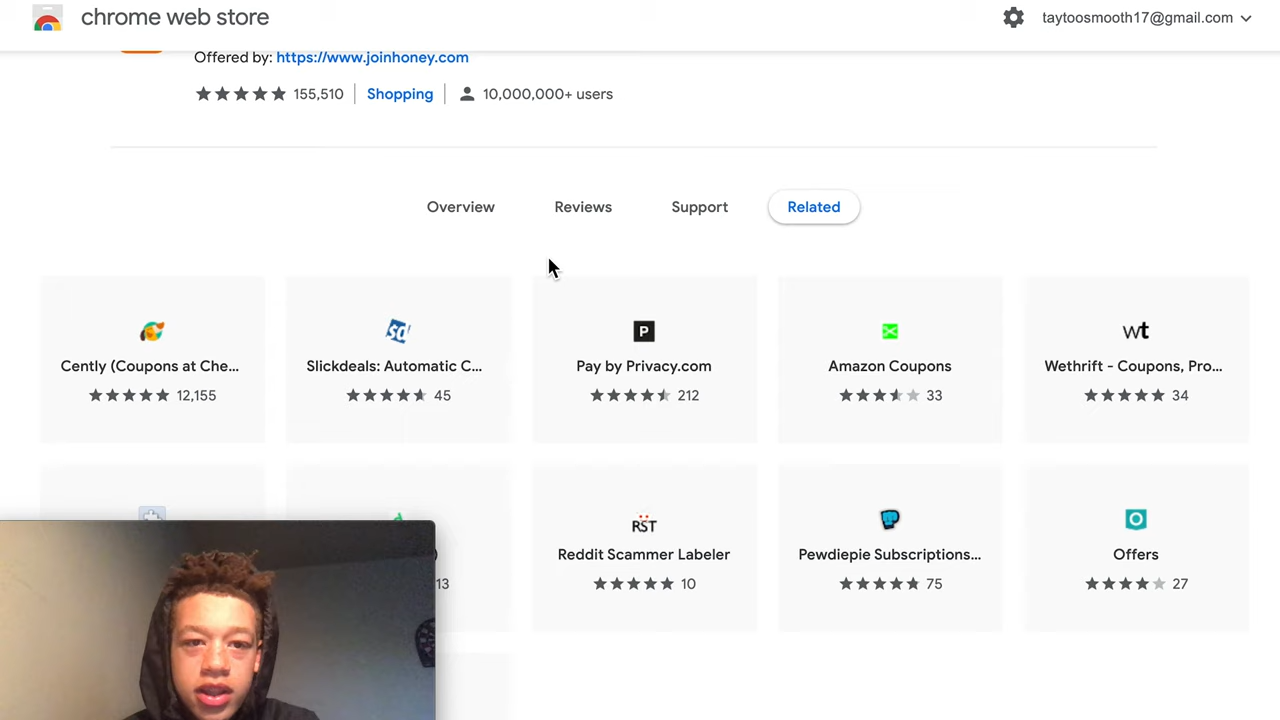 chrome web store
taytoosmooth17@gmail.com
Offered by: https://www.joinhoney.com
155,510
Shopping
10,000,000+ users
Overview
Reviews
Support
Related
Cently (Coupons at Che...
12,155
Slickdeals: Automatic C...
45
P
Pay by Privacy.com
212
Amazon Coupons
33
wt
Wethrift - Coupons, Pro...
34
13
RST
Reddit Scammer Labeler
10
Pewdiepie Subscriptions...
75
Offers
27